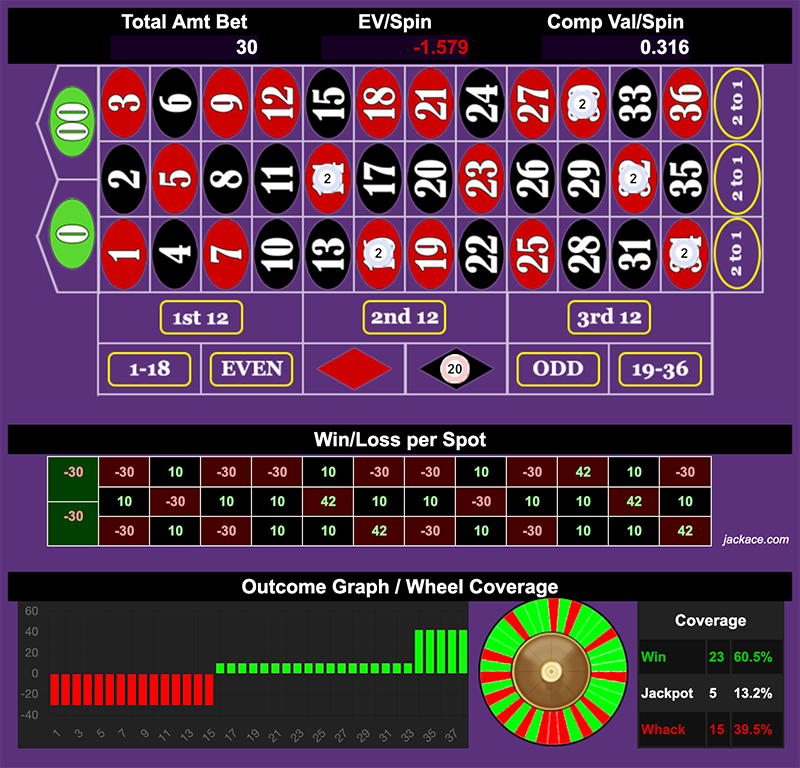 Total Amt Bet EV/Spin Comp Val/Spin
30 -1.579 0.316
00 3 6 9 12 15 18 21 24 27 2 33 36 2 to 1
2 5 8 11 2 17 20 23 26 29 2 35 2 to 1
0 1 4 7 10 13 2 19 22 25 28 31 2 2 to 1
1st 12 2nd 12 3rd 12
1-18 EVEN 20 ODD 19-36
Win/Loss per Spot
-30 -30 10 -30 -30 10 -30 -30 10 -30 42 10 -30
10 -30 10 10 42 10 10 -30 10 10 42 10
-30 -30 10 -30 10 10 42 -30 10 -30 10 10 42
jackace.com
Outcome Graph / Wheel Coverage
60
40
20
0
-20
-40
1 3 5 7 9 11 13 15 17 19 21 23 25 27 29 31 33 35 37
Coverage
Win 23 60.5%
Jackpot 5 13.2%
Whack 15 39.5%